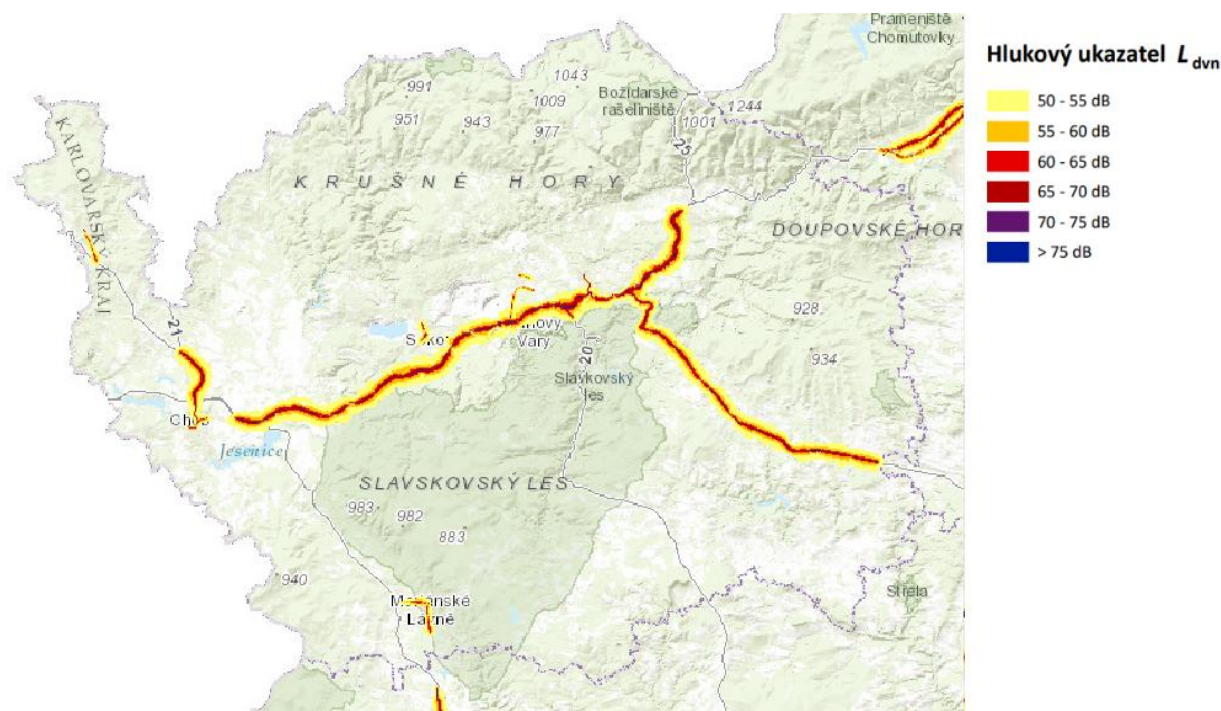 Prameniště
Chomutovky
Hlukový ukazatel L dvn
50 - 55 dB
55 - 60 dB
60 - 65 dB
65 - 70 dB
70 - 75 dB
> 75 dB
1043
991
Božídarské
rašeliniště
1009
1244
951
943
977
1001
25
KARLOVARSKÝ KRAJ
KRUŠNÉ HORY
DOUPOVSKÉ HOR
928
21
Vary
20
934
Slavkovský
les
Jesenice
SLAVSKOVSKÝ LES
983
982
883
940
Střela
Lázně